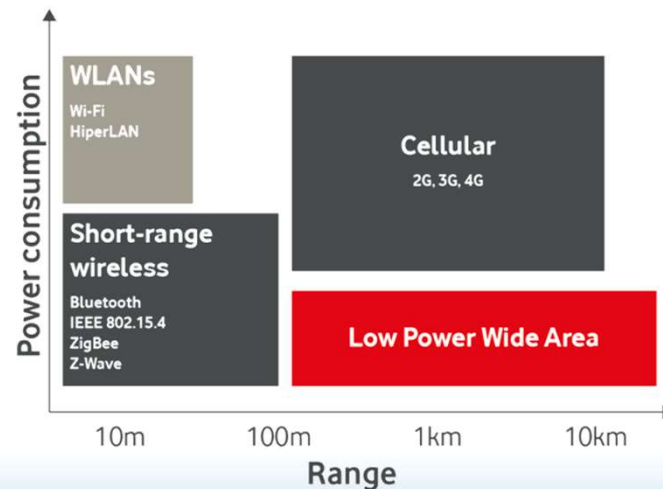 Power consumption
WLANs
Wi-Fi
HiperLAN
Cellular
2G, 3G, 4G
Short-range
wireless
Bluetooth
IEEE 802.15.4
ZigBee
Z-Wave
Low Power Wide Area
10m
100m
1km
10km
Range